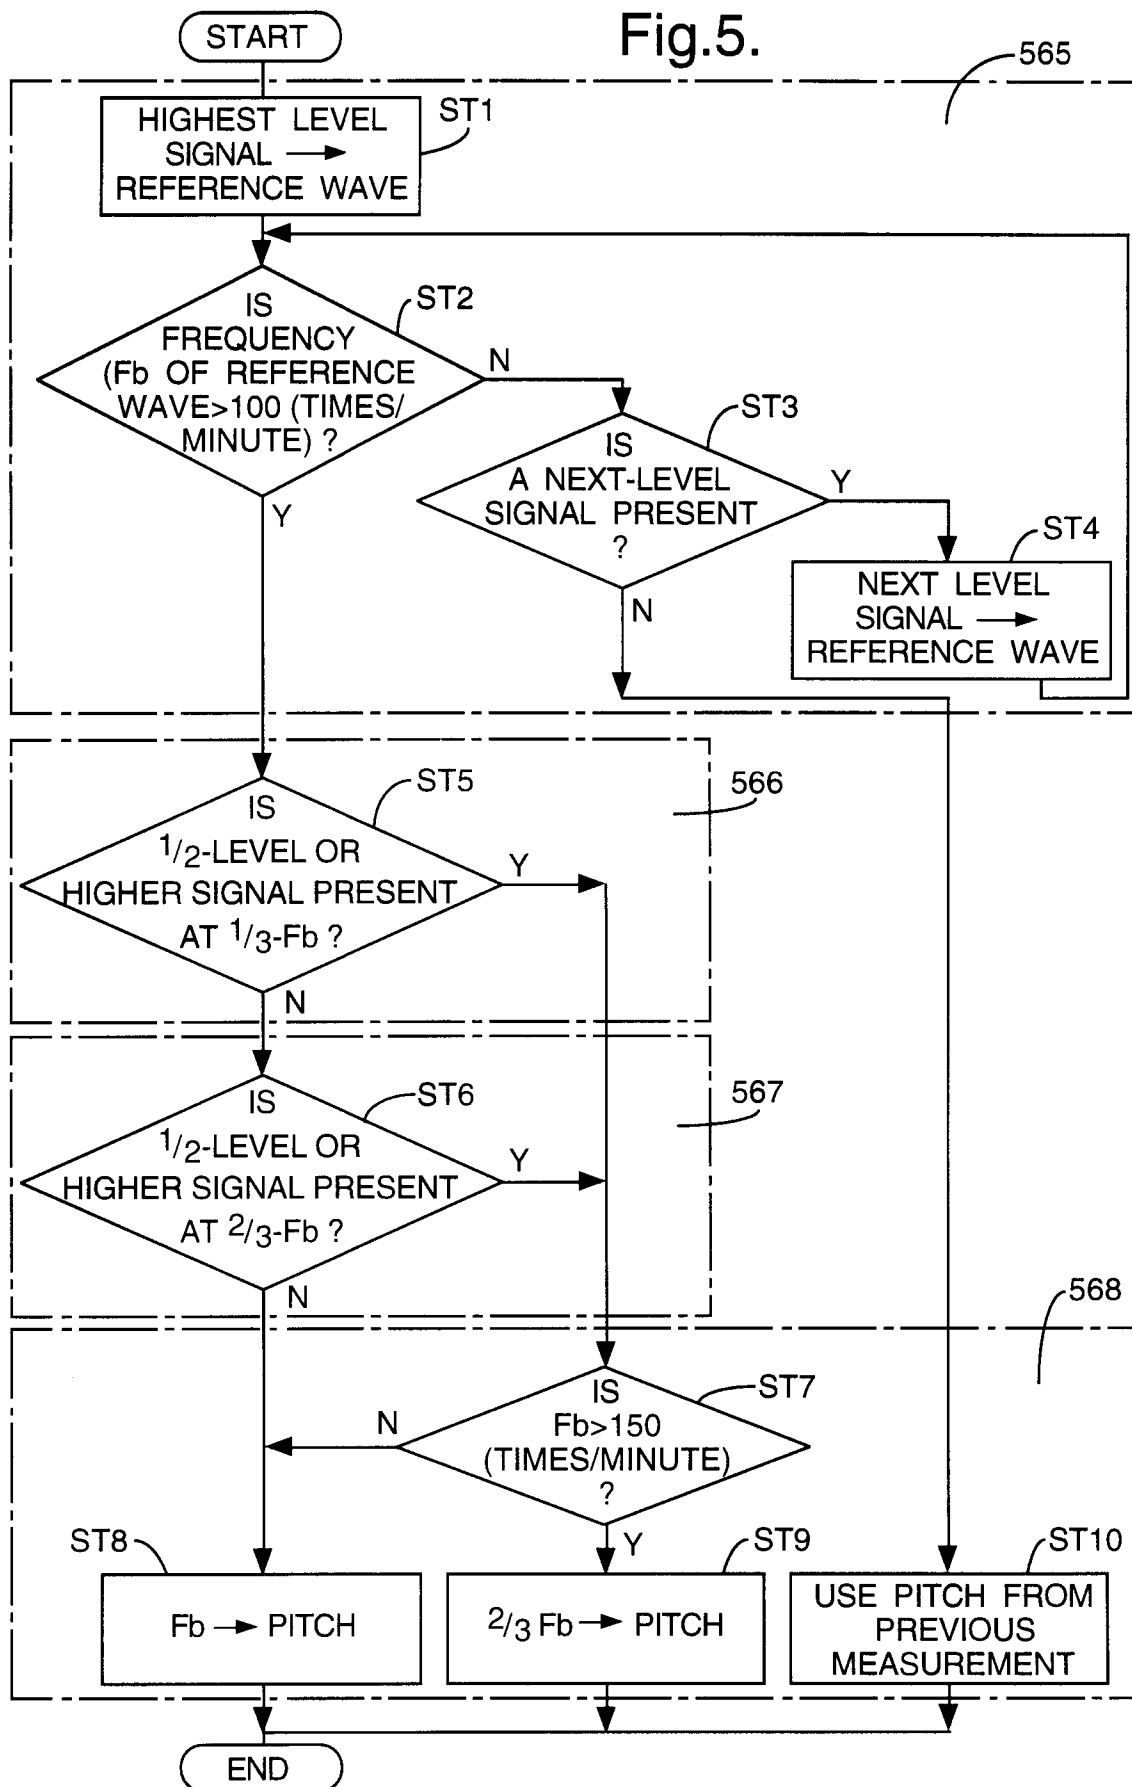 START
Fig.5.
565
HIGHEST LEVEL
SIGNAL →
REFERENCE WAVE
ST1
IS
FREQUENCY
(Fb OF REFERENCE
WAVE>100 (TIMES/
MINUTE) ?
ST2
N
Y
IS
A NEXT-LEVEL
SIGNAL PRESENT
?
ST3
Y
N
ST4
NEXT LEVEL
SIGNAL →
REFERENCE WAVE
IS
1/2-LEVEL OR
HIGHER SIGNAL PRESENT
AT 1/3-Fb ?
ST5
Y
N
566
IS
1/2-LEVEL OR
HIGHER SIGNAL PRESENT
AT 2/3-Fb ?
ST6
Y
N
567
568
IS
Fb>150
(TIMES/MINUTE)
?
ST7
N
Y
ST8
Fb → PITCH
ST9
2/3 Fb → PITCH
ST10
USE PITCH FROM
PREVIOUS
MEASUREMENT
END